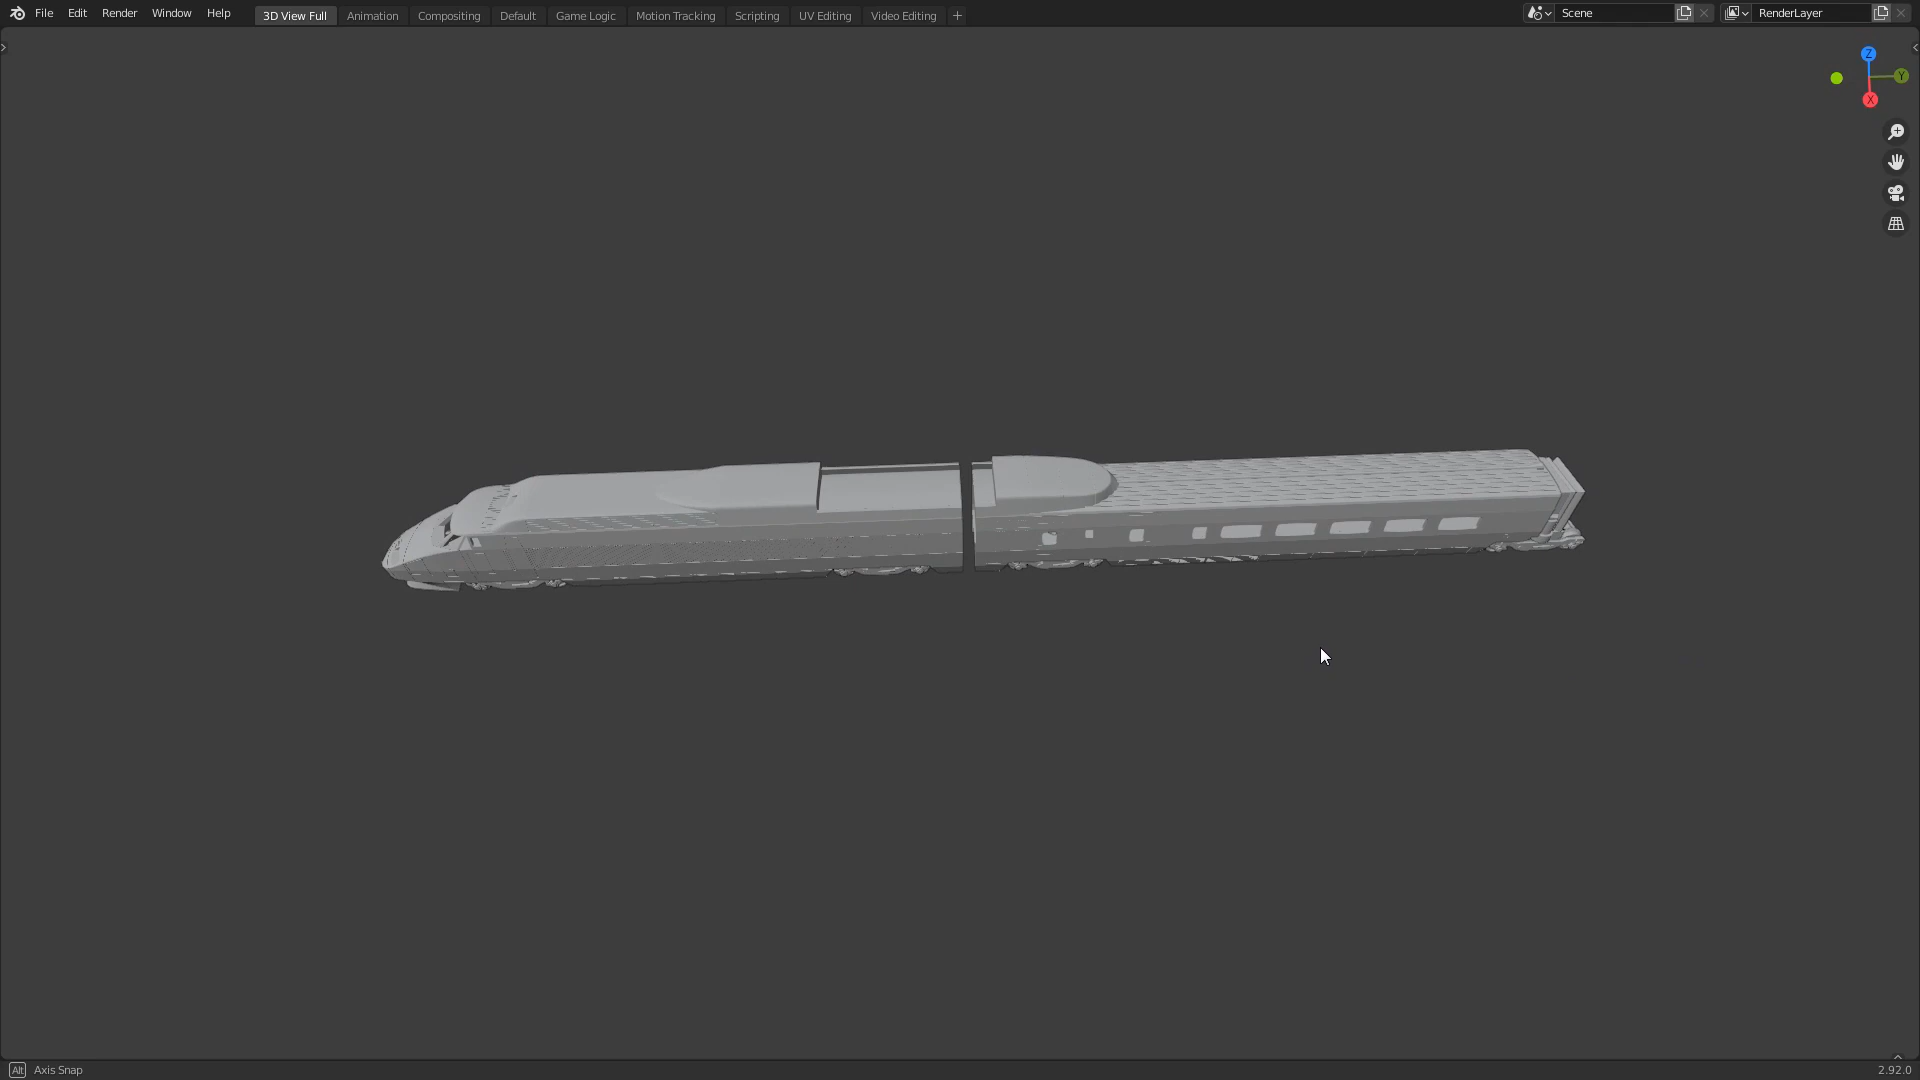 File Edit Render Window Help 3D View Full Animation Compositing Default Game Logic Motion Tracking Scripting UV Editing Video Editing + Scene RenderLayer
Z
Y
X
Alt Axis Snap 2.92.0